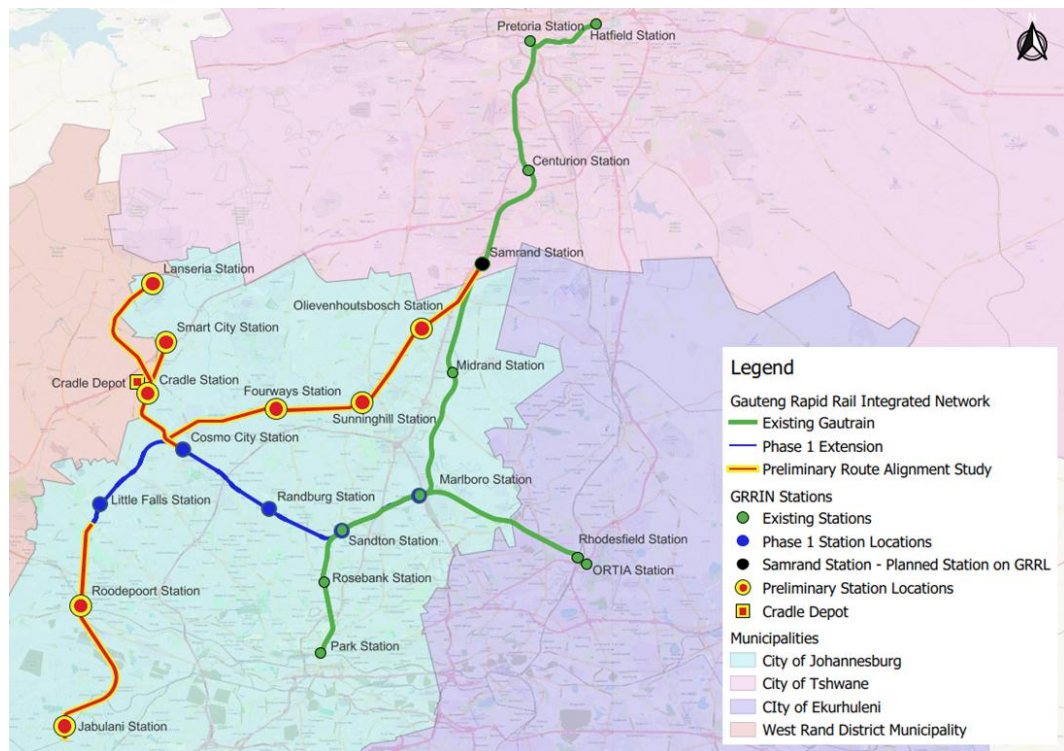 Pretoria Station
Hatfield Station
Centurion Station
Samrand Station
Lanseria Station
Olievenhoutsbosch Station
Smart City Station
Midrand Station
Cradle Depot
Cradle Station
Fourways Station
Sunninghill Station
Cosmo City Station
Marlboro Station
Little Falls Station
Randburg Station
Sandton Station
Rhodesfield Station
ORTIA Station
Rosebank Station
Roodepoort Station
Park Station
Jabulani Station
Legend
Gauteng Rapid Rail Integrated Network
Existing Gautrain
Phase 1 Extension
Preliminary Route Alignment Study
GRRIN Stations
Existing Stations
Phase 1 Station Locations
Samrand Station - Planned Station on GRRL
Preliminary Station Locations
Cradle Depot
Municipalities
City of Johannesburg
City of Tshwane
CIty of Ekurhuleni
West Rand District Municipality